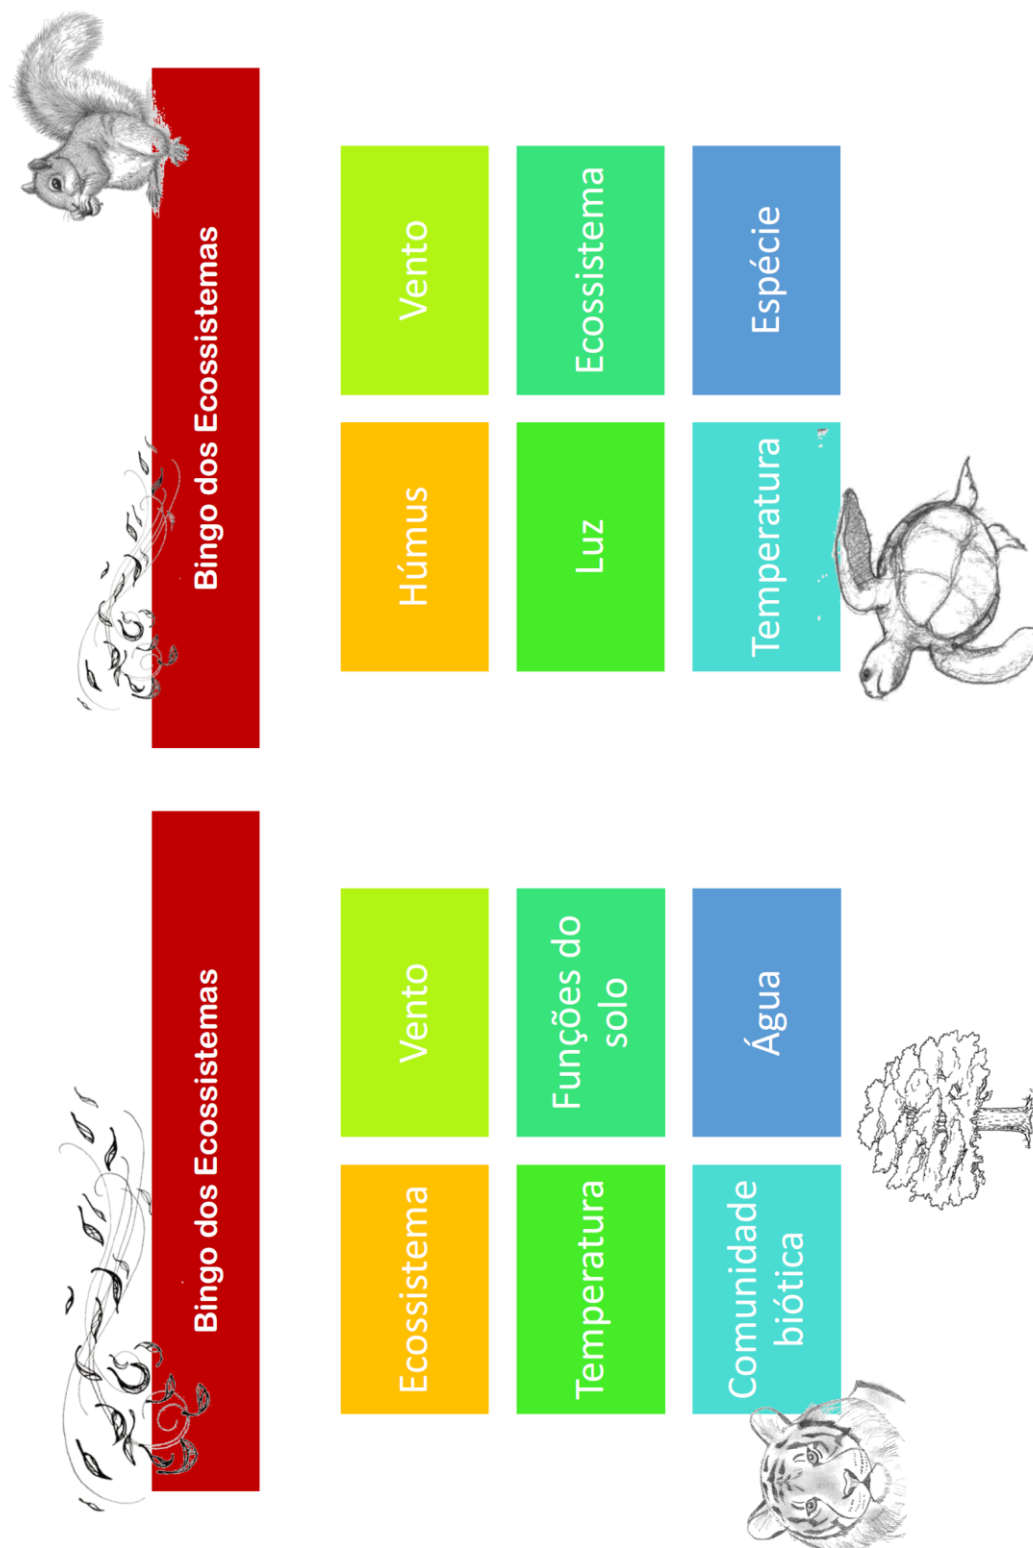 Bingo dos Ecossistemas
Ecossistema
Vento
Temperatura
Funções do
solo
Comunidade
biótica
Água
Bingo dos Ecossistemas
Húmus
Vento
Luz
Ecossistema
Temperatura
Espécie